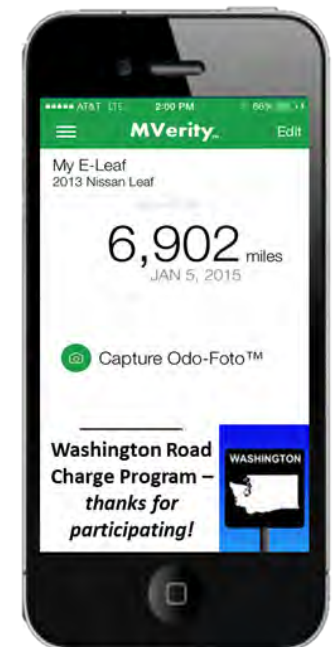 AT&T LTE 2:00 PM 66%
MVerity™ Edit
My E-Leaf
2013 Nissan Leaf
6,902 miles
JAN 5, 2015
Capture Odo-Foto™
Washington Road
Charge Program –
thanks for
participating!
WASHINGTON